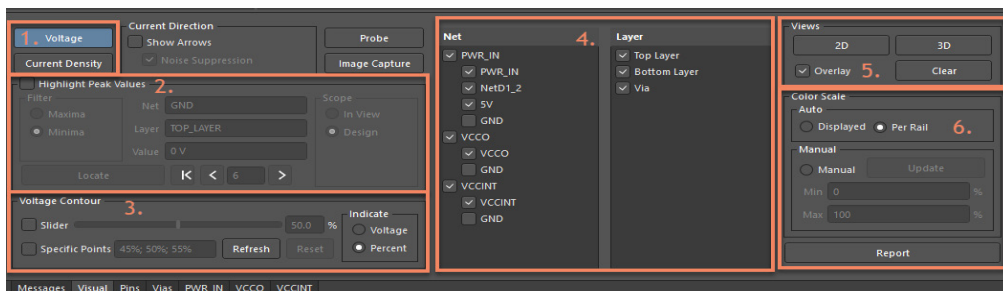 1. Voltage
Current Density
Current Direction
Show Arrows
Noise Suppression
Probe
Image Capture
2.
Highlight Peak Values
Filter
Maxima
Minima
Net GND
Layer TOP_LAYER
Value 0 V
Scope
In View
Design
Locate 6
3.
Voltage Contour
Slider 50.0 %
Specific Points 45%; 50%; 55% Refresh Reset
Indicate
Voltage
Percent
4.
Net
PWR_IN
PWR_IN
NetD1_2
5V
GND
VCCO
VCCO
GND
VCCINT
VCCINT
GND
Layer
Top Layer
Bottom Layer
Via
Views
2D 3D
Overlay 5. Clear
Color Scale
Auto
Displayed Per Rail 6.
Manual
Manual Update
Min 0 %
Max 100 %
Report
Messages Visual Pins Vias PWR_IN VCCO VCCINT